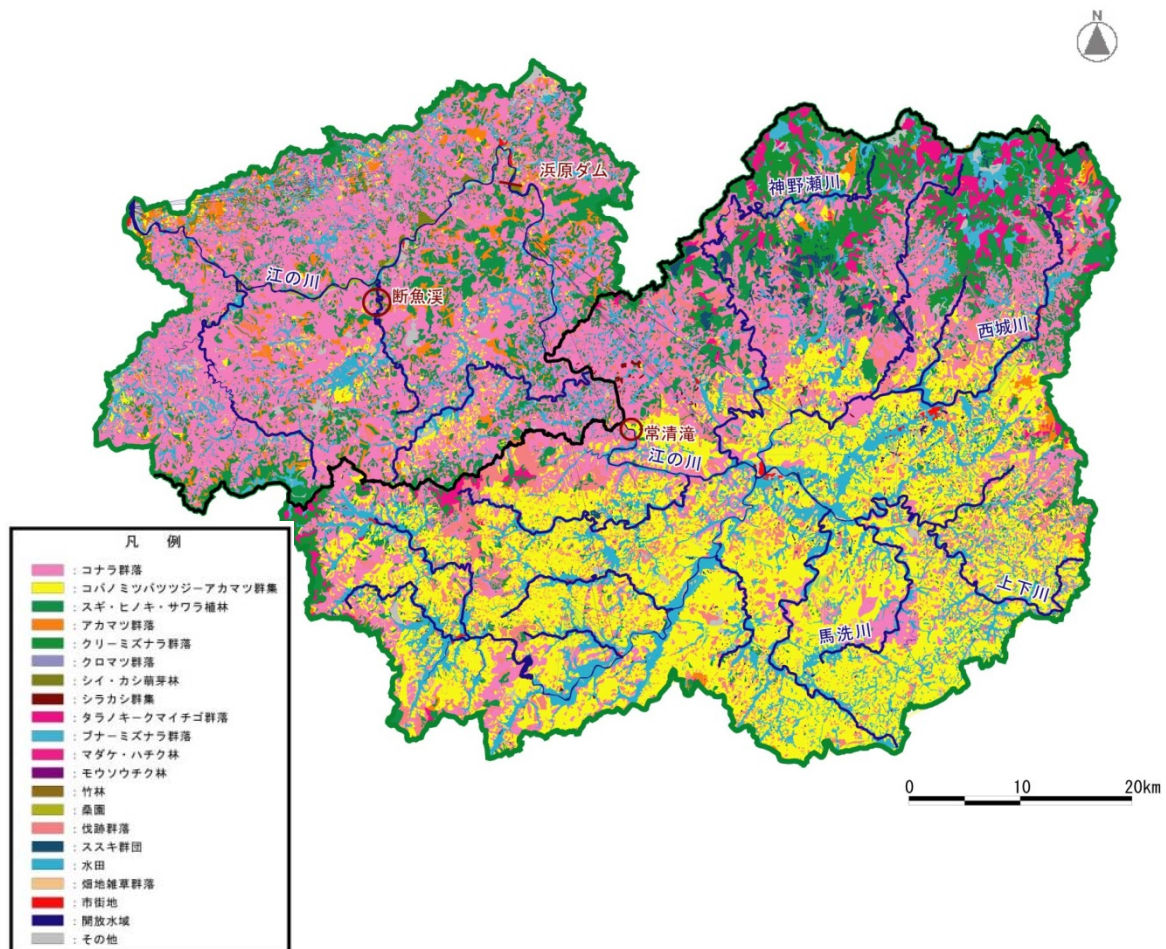 N
浜原ダム
神野瀬川
江の川
断魚渓
西城川
常清滝
江の川
上下川
馬洗川
0 10 20km
凡 例
：コナラ群落
：コバノミツバツツジーアカマツ群集
：スギ・ヒノキ・サワラ植林
：アカマツ群落
：クリーミズナラ群落
：クロマツ群落
：シイ・カシ萌芽林
：シラカシ群集
：タラノキークマイチゴ群落
：ブナーミズナラ群落
：マダケ・ハチク林
：モウソウチク林
：竹林
：桑園
：伐跡群落
：ススキ群団
：水田
：畑地雑草群落
：市街地
：開放水域
：その他